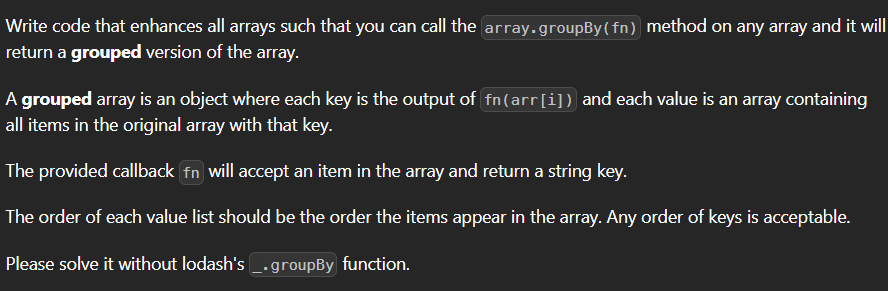 Write code that enhances all arrays such that you can call the array.groupBy(fn) method on any array and it will
return a grouped version of the array.
A grouped array is an object where each key is the output of fn(arr[i]) and each value is an array containing
all items in the original array with that key.
The provided callback fn will accept an item in the array and return a string key.
The order of each value list should be the order the items appear in the array. Any order of keys is acceptable.
Please solve it without lodash's _.groupBy function.